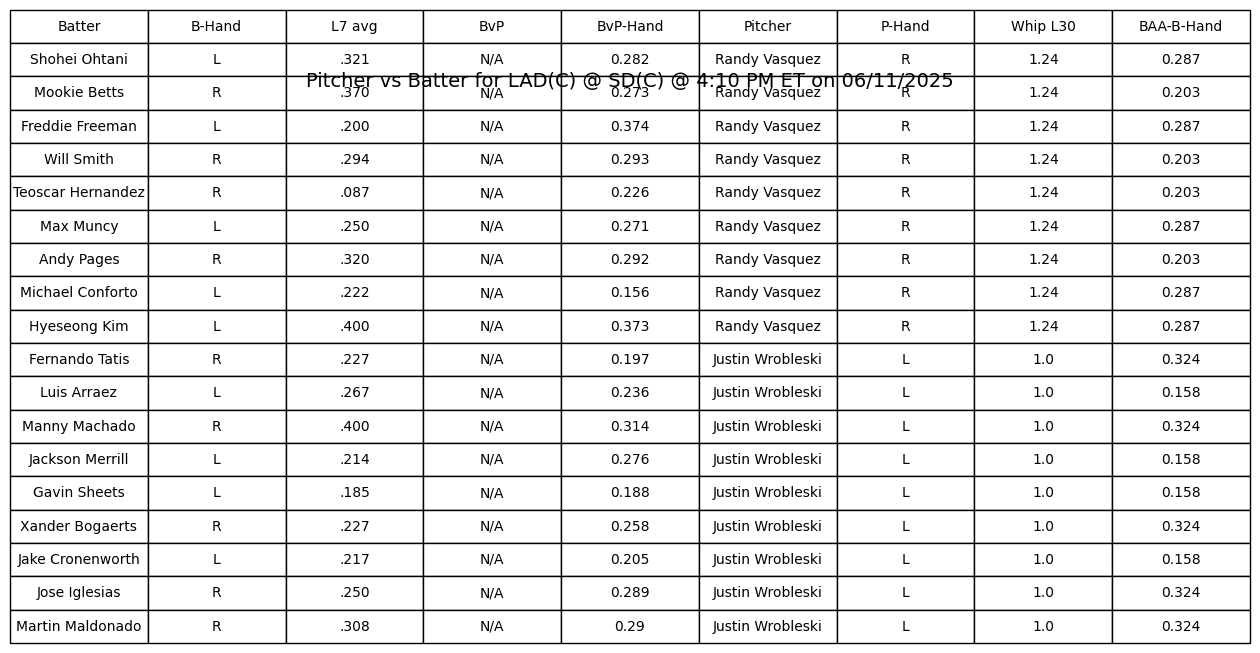 Batter B-Hand L7 avg BvP BvP-Hand Pitcher P-Hand Whip L30 BAA-B-Hand
Shohei Ohtani L .321 N/A 0.282 Randy Vasquez R 1.24 0.287
Pitcher vs Batter for LAD(C) @ SD(C) @ 4:10 PM ET on 06/11/2025
Mookie Betts R .370 N/A 0.273 Randy Vasquez R 1.24 0.203
Freddie Freeman L .200 N/A 0.374 Randy Vasquez R 1.24 0.287
Will Smith R .294 N/A 0.293 Randy Vasquez R 1.24 0.203
Teoscar Hernandez R .087 N/A 0.226 Randy Vasquez R 1.24 0.203
Max Muncy L .250 N/A 0.271 Randy Vasquez R 1.24 0.287
Andy Pages R .320 N/A 0.292 Randy Vasquez R 1.24 0.203
Michael Conforto L .222 N/A 0.156 Randy Vasquez R 1.24 0.287
Hyeseong Kim L .400 N/A 0.373 Randy Vasquez R 1.24 0.287
Fernando Tatis R .227 N/A 0.197 Justin Wrobleski L 1.0 0.324
Luis Arraez L .267 N/A 0.236 Justin Wrobleski L 1.0 0.158
Manny Machado R .400 N/A 0.314 Justin Wrobleski L 1.0 0.324
Jackson Merrill L .214 N/A 0.276 Justin Wrobleski L 1.0 0.158
Gavin Sheets L .185 N/A 0.188 Justin Wrobleski L 1.0 0.158
Xander Bogaerts R .227 N/A 0.258 Justin Wrobleski L 1.0 0.324
Jake Cronenworth L .217 N/A 0.205 Justin Wrobleski L 1.0 0.158
Jose Iglesias R .250 N/A 0.289 Justin Wrobleski L 1.0 0.324
Martin Maldonado R .308 N/A 0.29 Justin Wrobleski L 1.0 0.324